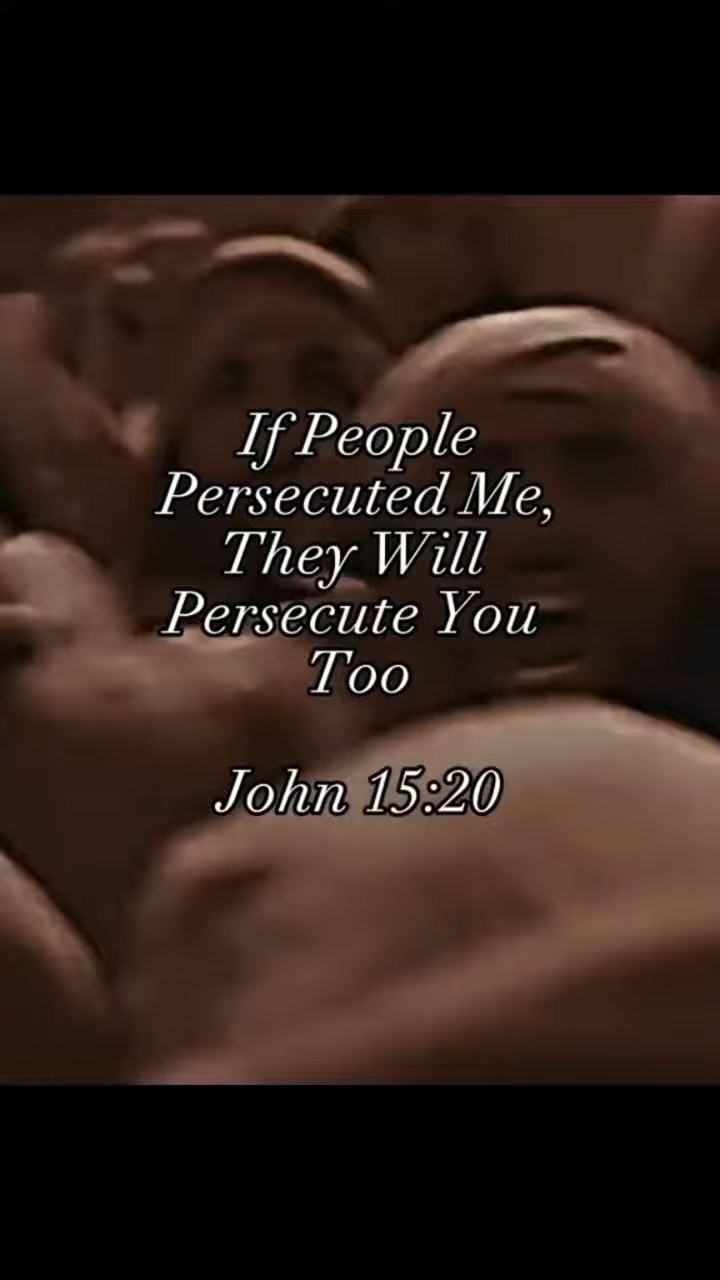 If People
Persecuted Me,
They Will
Persecute You
Too
John 15:20